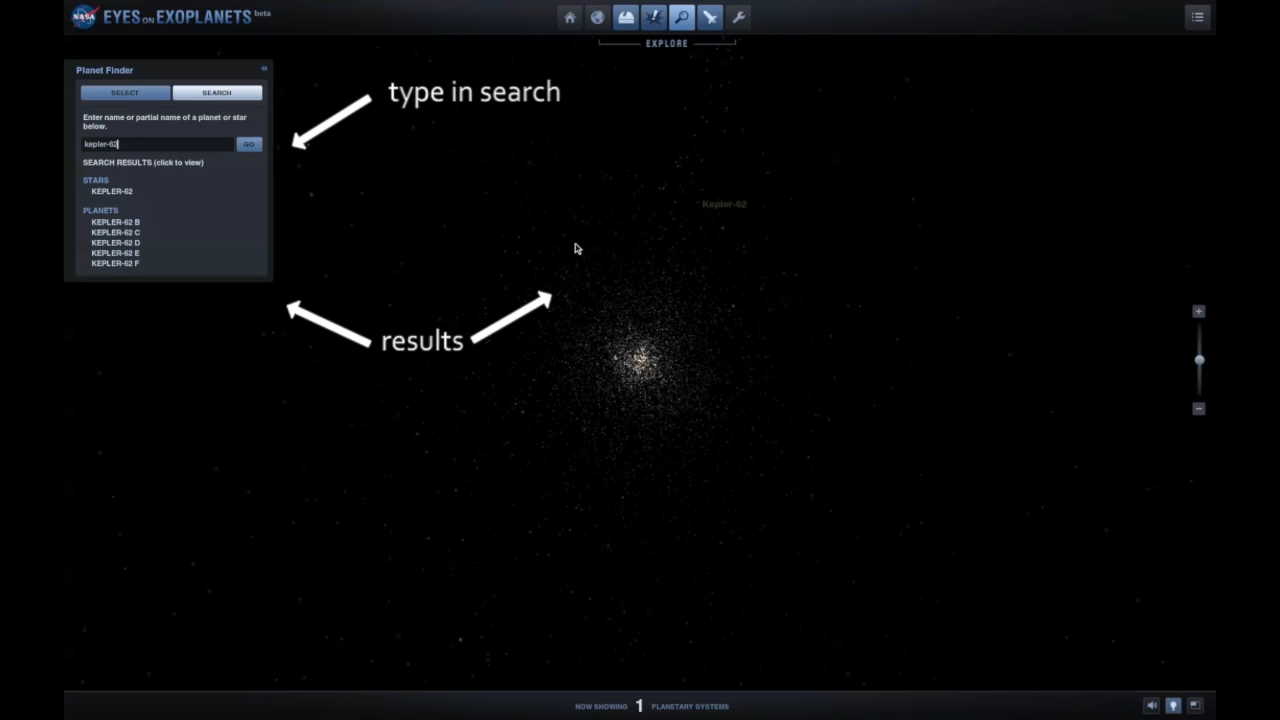 NASA
EYES ON EXOPLANETS beta
EXPLORE
Planet Finder
SELECT
SEARCH
Enter name or partial name of a planet or star
below.
kepler-62
GO
SEARCH RESULTS (click to view)
STARS
KEPLER-62
PLANETS
KEPLER-62 B
KEPLER-62 C
KEPLER-62 D
KEPLER-62 E
KEPLER-62 F
type in search
Kepler-62
results
NOW SHOWING 1 PLANETARY SYSTEMS